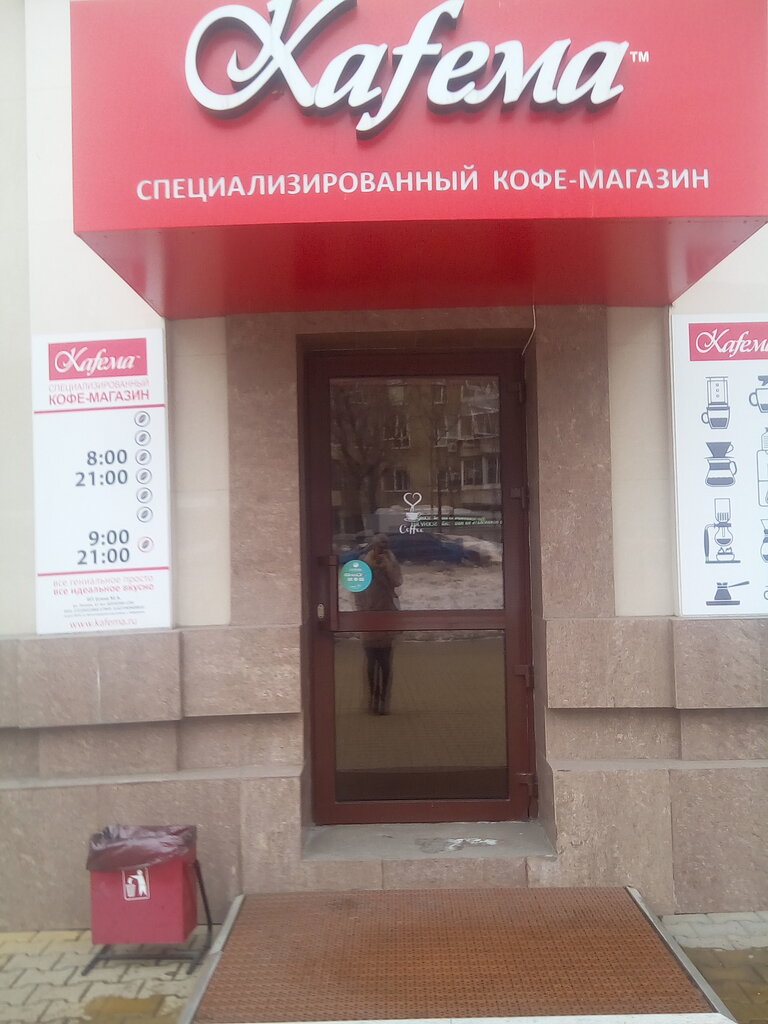 Kafema™
СПЕЦИАЛИЗИРОВАННЫЙ КОФЕ-МАГАЗИН
Kafema
СПЕЦИАЛИЗИРОВАННЫЙ
КОФЕ-МАГАЗИН
8:00
21:00
9:00
21:00
все гениальное просто
все идеальное вкусно
www.kafema.ru
Coffee
Kafema